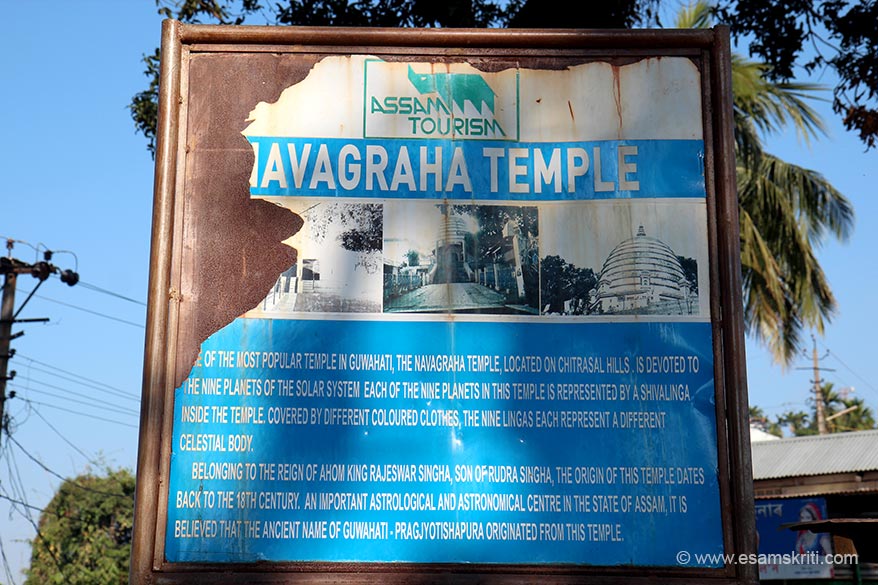 ASSAM
TOURISM
NAVAGRAHA TEMPLE
OF THE MOST POPULAR TEMPLE IN GUWAHATI, THE NAVAGRAHA TEMPLE, LOCATED ON CHITRASAL HILLS . IS DEVOTED TO
THE NINE PLANETS OF THE SOLAR SYSTEM EACH OF THE NINE PLANETS IN THIS TEMPLE IS REPRESENTED BY A SHIVALINGA
INSIDE THE TEMPLE. COVERED BY DIFFERENT COLOURED CLOTHES, THE NINE LINGAS EACH REPRESENT A DIFFERENT
CELESTIAL BODY.
BELONGING TO THE REIGN OF AHOM KING RAJESWAR SINGHA, SON OF RUDRA SINGHA, THE ORIGIN OF THIS TEMPLE DATES
BACK TO THE 18TH CENTURY. AN IMPORTANT ASTROLOGICAL AND ASTRONOMICAL CENTRE IN THE STATE OF ASSAM, IT IS
BELIEVED THAT THE ANCIENT NAME OF GUWAHATI - PRAGJYOTISHAPURA ORIGINATED FROM THIS TEMPLE.
© www.esamskriti.com